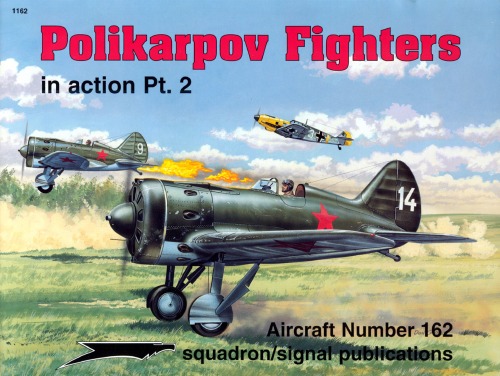 1162
Polikarpov Fighters
in action Pt. 2
9
14
Aircraft Number 162
squadron/signal publications